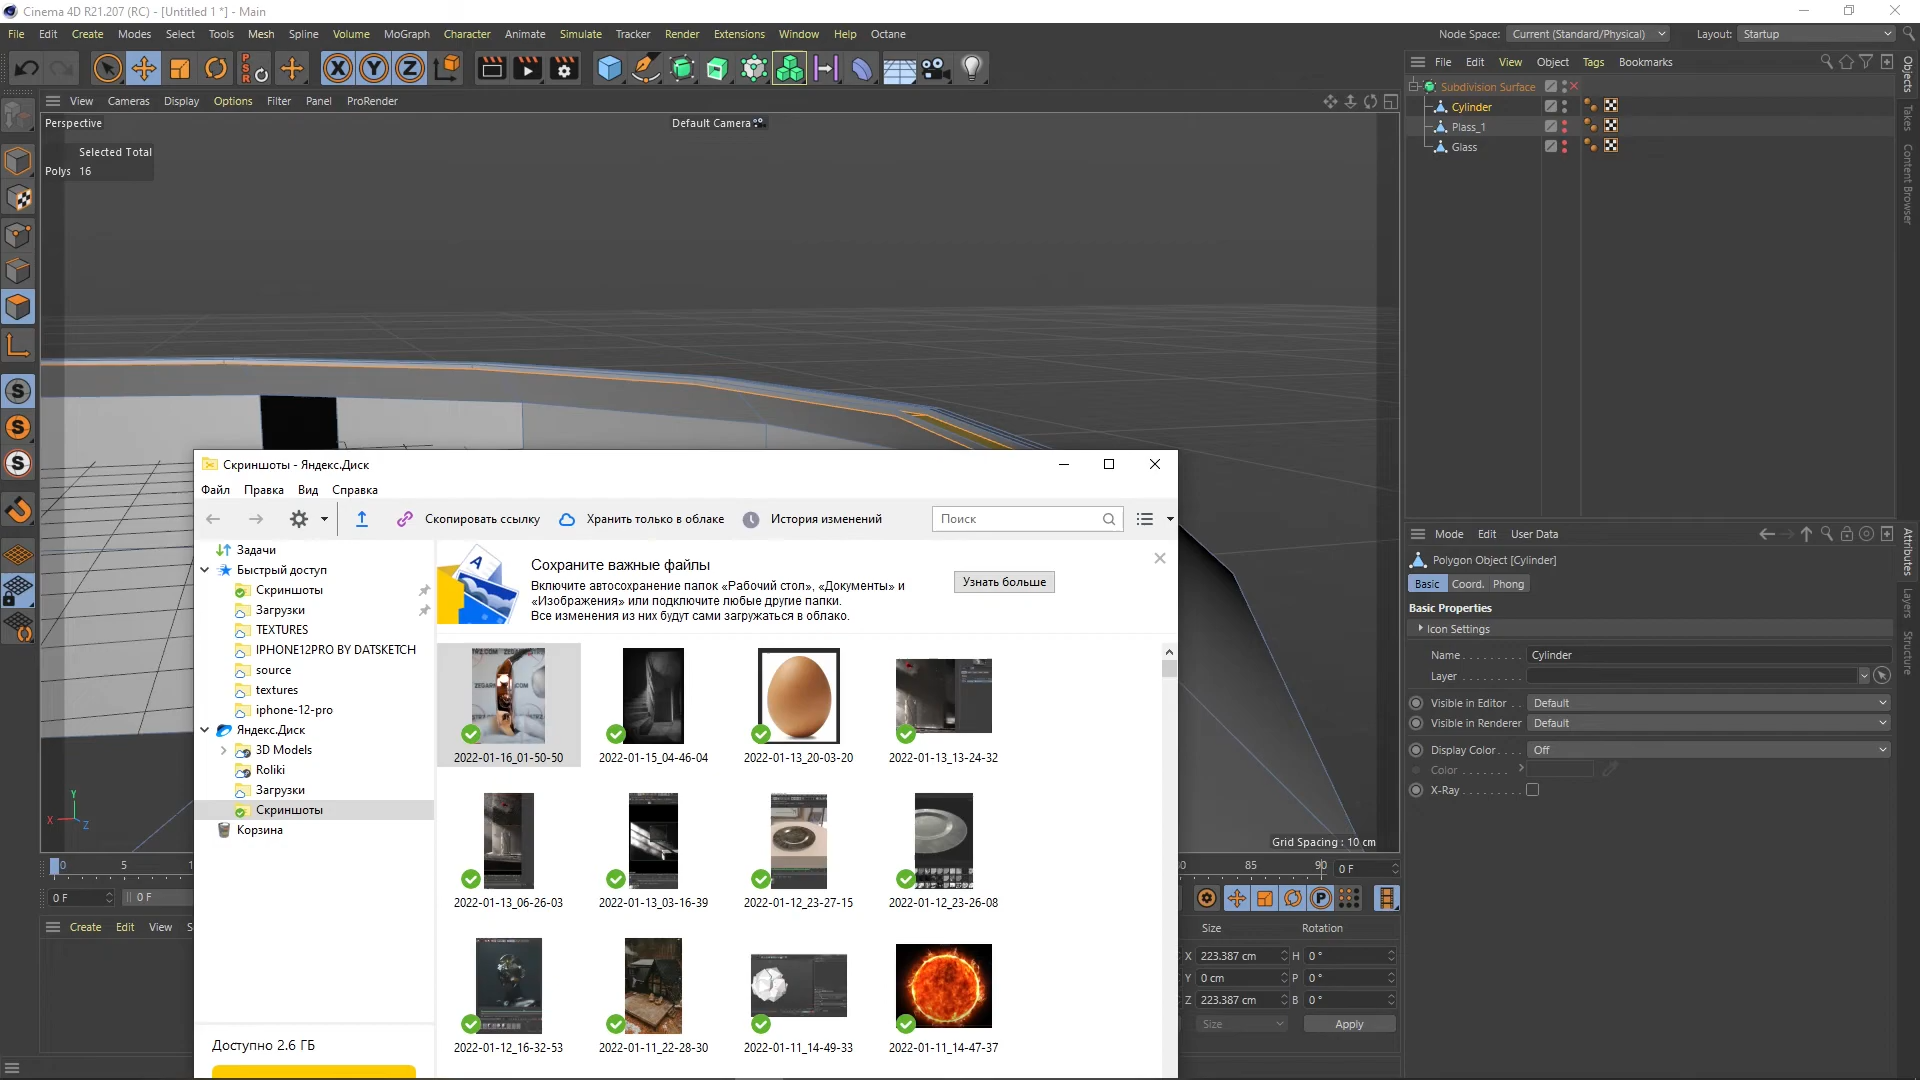 Cinema 4D R21.207 (RC) - [Untitled 1 *] - Main
File Edit Create Modes Select Tools Mesh Spline Volume MoGraph Character Animate Simulate Tracker Render Extensions Window Help Octane
Node Space: Current (Standard/Physical) Layout: Startup
View Cameras Display Options Filter Panel ProRender
Perspective
Default Camera
Selected Total
Polys 16
File Edit View Object Tags Bookmarks
Subdivision Surface
Cylinder
Plass_1
Glass
Objects
Takes
Content Browser
Скриншоты - Яндекс.Диск
Файл Правка Вид Справка
Скопировать ссылку Хранить только в облаке История изменений Поиск
Задачи
Быстрый доступ
Скриншоты
Загрузки
TEXTURES
IPHONE12PRO BY DATSKETCH
source
textures
iphone-12-pro
Яндекс.Диск
3D Models
Roliki
Загрузки
Скриншоты
Корзина
Доступно 2.6 ГБ
Сохраните важные файлы
Включите автосохранение папок «Рабочий стол», «Документы» и
«Изображения» или подключите любые другие папки.
Все изменения из них будут сами загружаться в облако.
Узнать больше
2022-01-16_01-50-50 2022-01-15_04-46-04 2022-01-13_20-03-20 2022-01-13_13-24-32
2022-01-13_06-26-03 2022-01-13_03-16-39 2022-01-12_23-27-15 2022-01-12_23-26-08
2022-01-12_16-32-53 2022-01-11_22-28-30 2022-01-11_14-49-33 2022-01-11_14-47-37
Mode Edit User Data
Polygon Object [Cylinder]
Basic Coord. Phong
Basic Properties
Icon Settings
Name Cylinder
Layer
Visible in Editor Default
Visible in Renderer Default
Display Color Off
Color
X-Ray
Attributes
Layers
Structure
Y
X
Z
Grid Spacing : 10 cm
0 5 1
85 90 0 F
0 F 0 F
Create Edit View S
Size Rotation
X 223.387 cm H 0 °
Y 0 cm P 0 °
Z 223.387 cm B 0 °
Size Apply